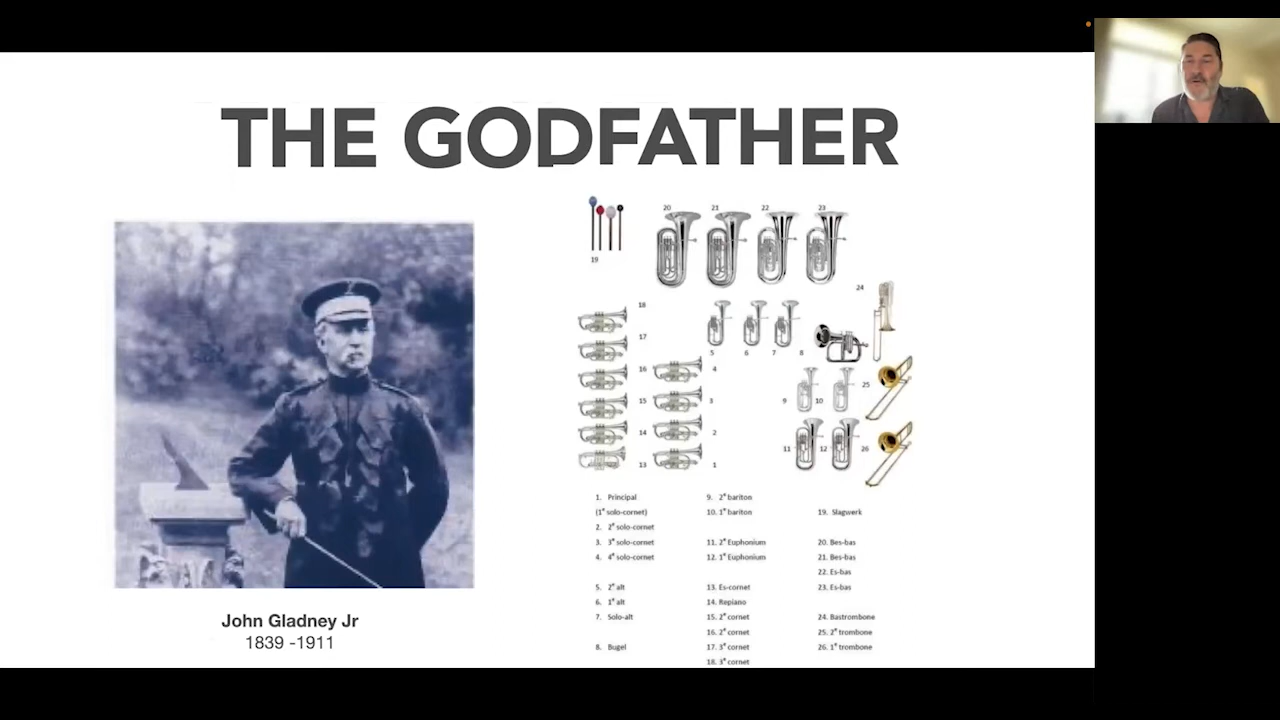 THE GODFATHER
19
20
21
22
23
24
18
17
16
15
14
13
4
3
2
1
5
6
7
8
9
10
25
11
12
26
1. Principal
(1e solo-cornet)
2. 2e solo-cornet
3. 3e solo-cornet
4. 4e solo-cornet
5. 2e alt
6. 1e alt
7. Solo-alt
8. Bugel
9. 2e bariton
10. 1e bariton
11. 2e Euphonium
12. 1e Euphonium
13. Es-cornet
14. Repiano
15. 2e cornet
16. 2e cornet
17. 3e cornet
18. 3e cornet
19. Slagwerk
20. Bes-bas
21. Bes-bas
22. Es-bas
23. Es-bas
24. Bastrombone
25. 2e trombone
26. 1e trombone
John Gladney Jr
1839 -1911